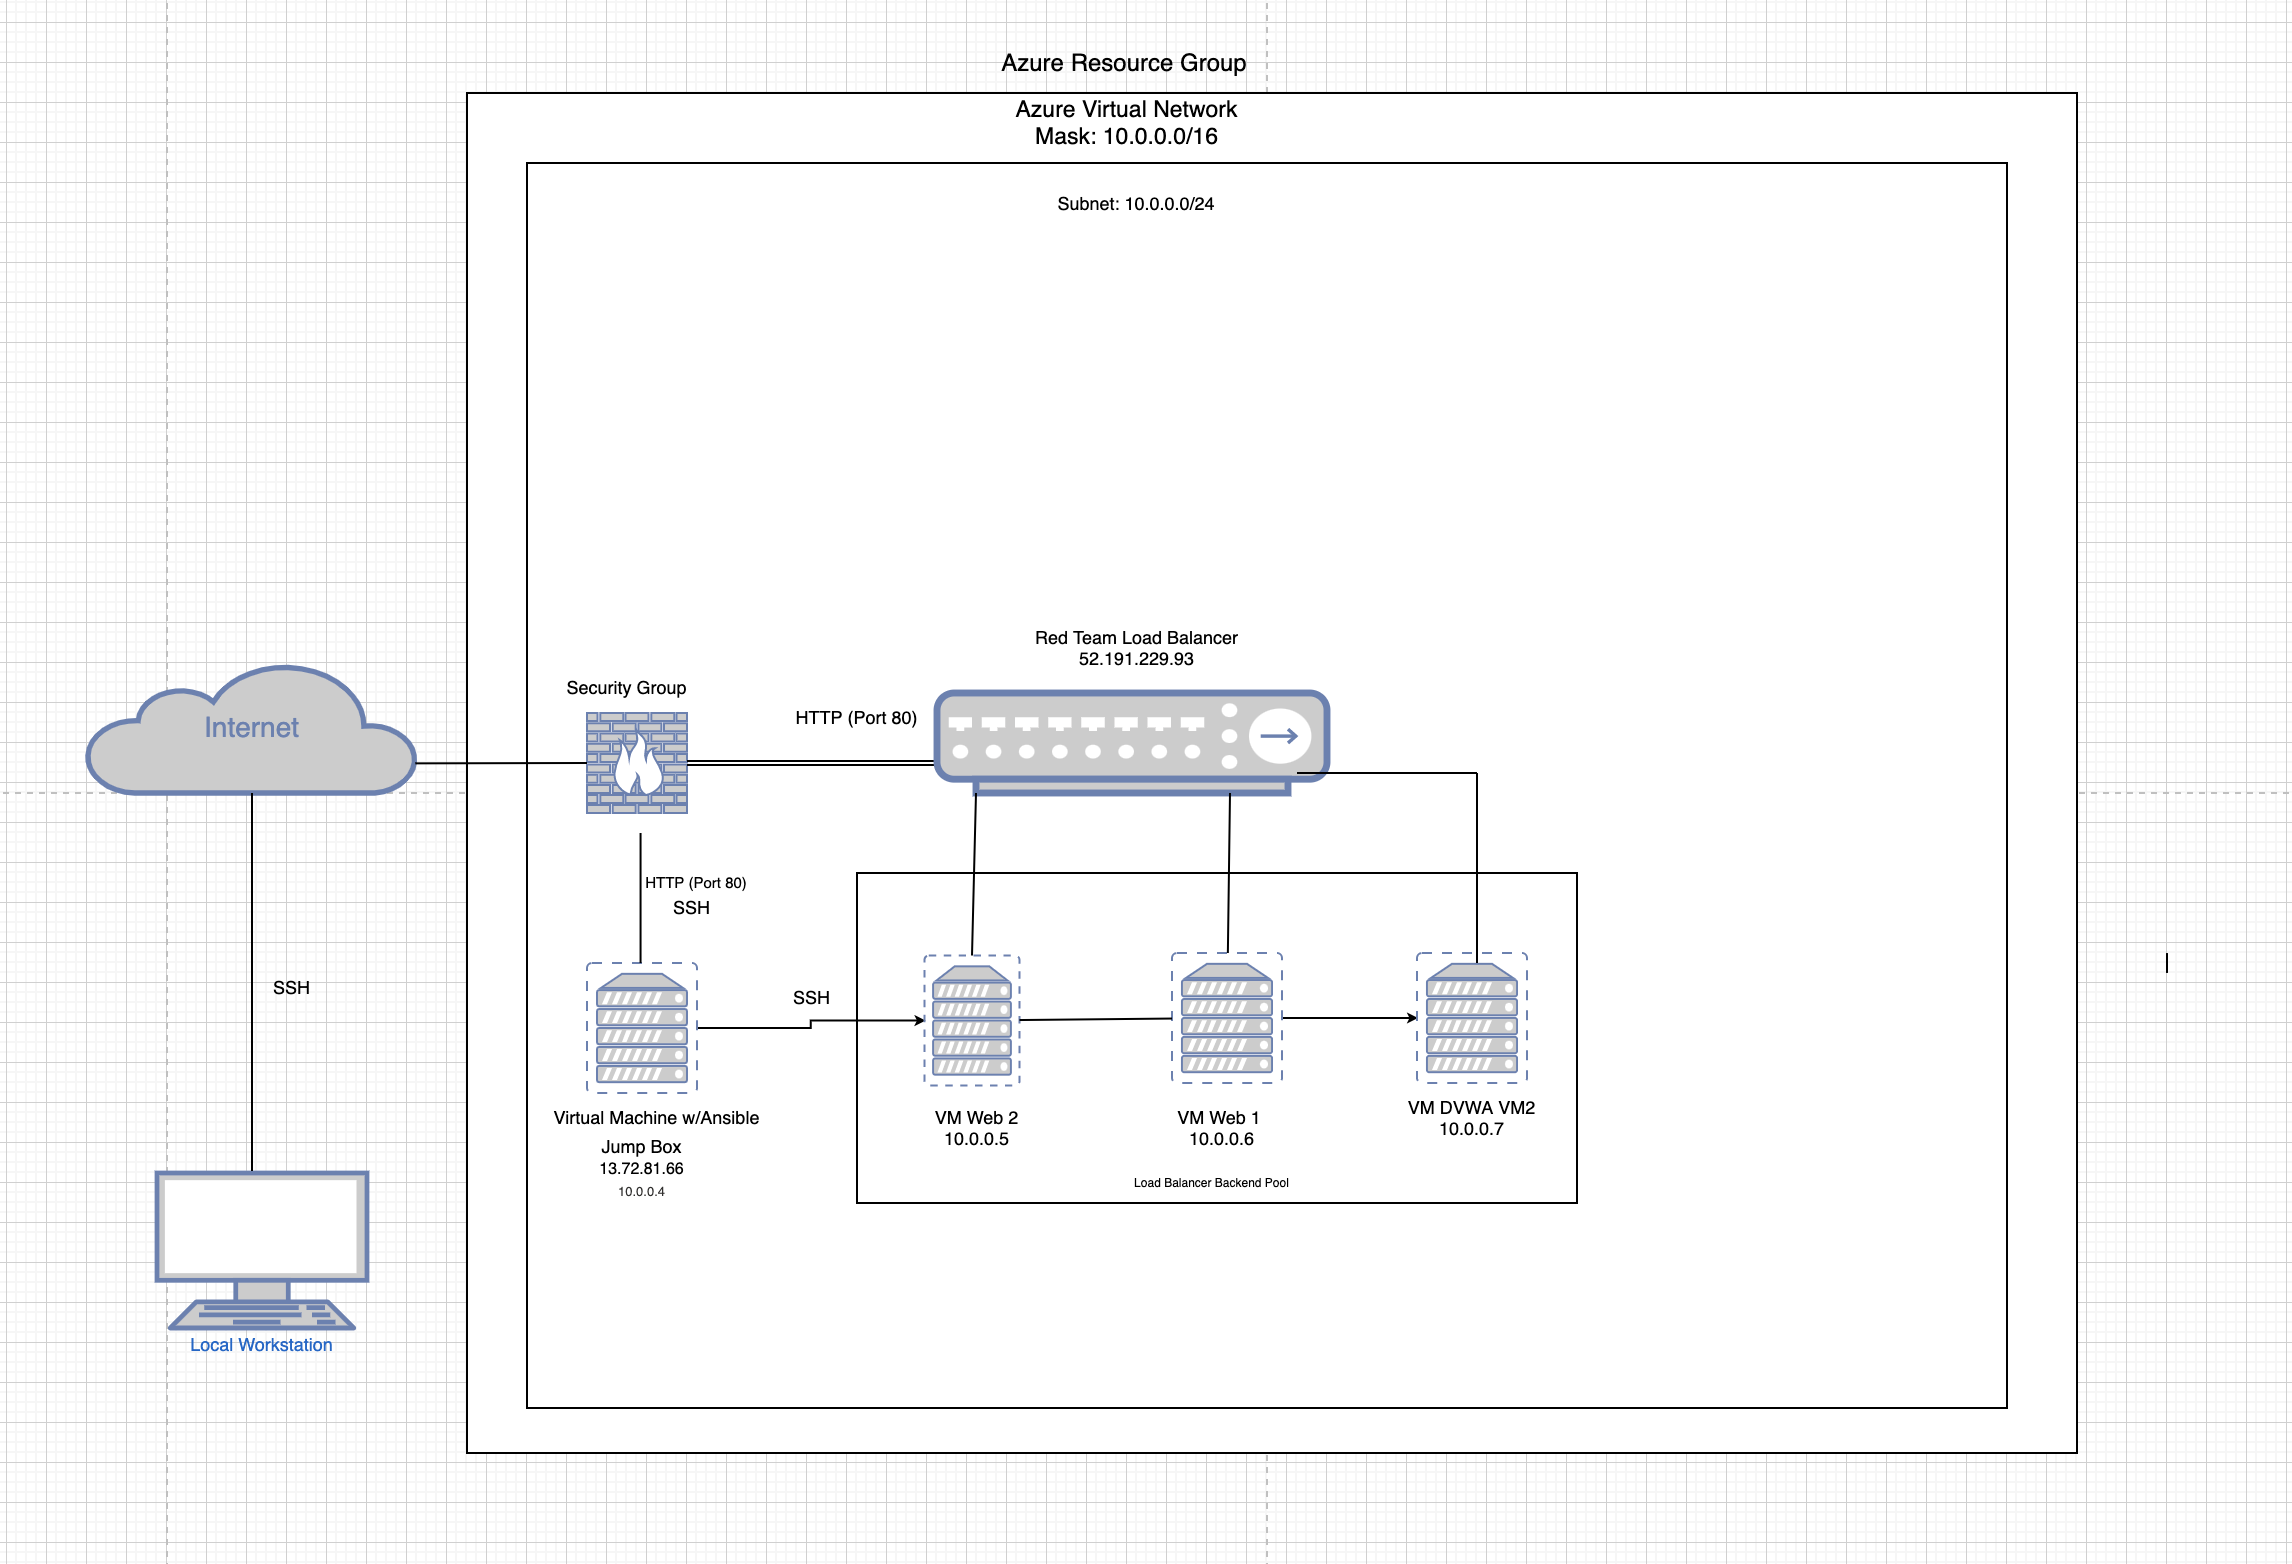 Azure Resource Group
Azure Virtual Network
Mask: 10.0.0.0/16
Subnet: 10.0.0.0/24
Red Team Load Balancer
52.191.229.93
Security Group
HTTP (Port 80)
Internet
HTTP (Port 80)
SSH
SSH
SSH
Virtual Machine w/Ansible
Jump Box
13.72.81.66
10.0.0.4
VM Web 2
10.0.0.5
VM Web 1
10.0.0.6
VM DVWA VM2
10.0.0.7
Load Balancer Backend Pool
Local Workstation